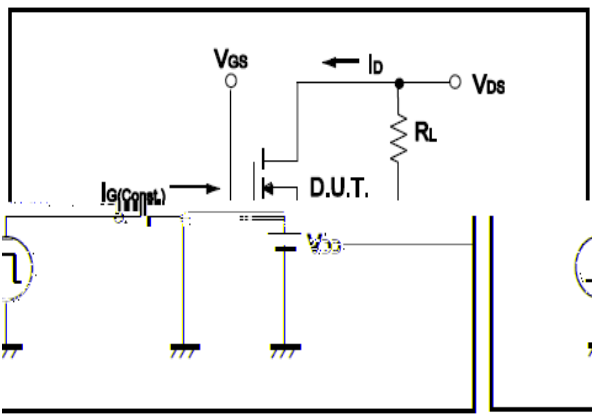 VGS
ID
VDS
RL
IG(Const.)
D.U.T.
VDD